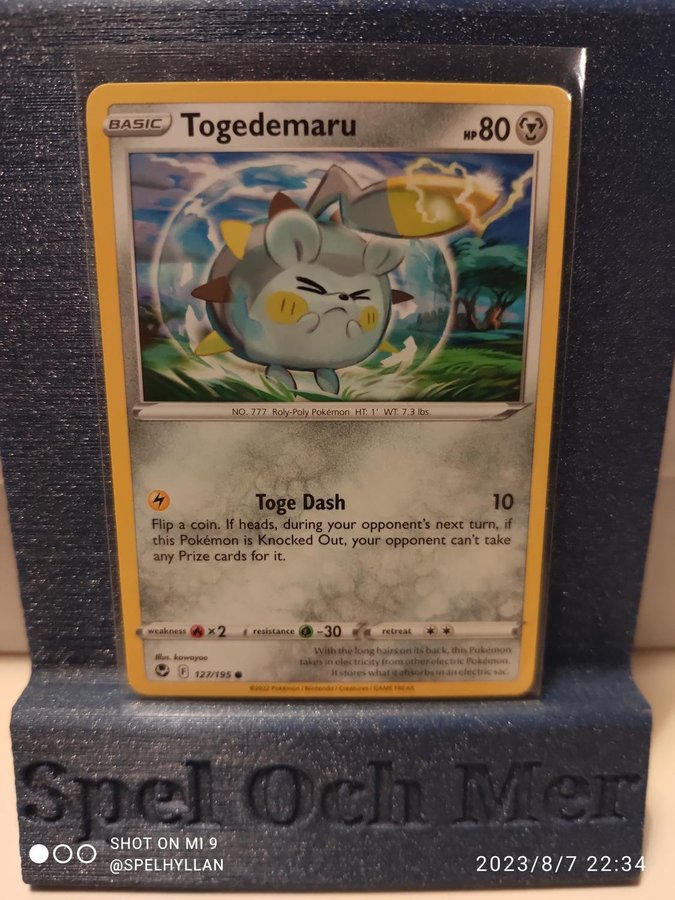 BASIC Togedemaru HP 80
NO. 777 Roly-Poly Pokémon HT: 1' WT: 7.3 lbs.
Toge Dash 10
Flip a coin. If heads, during your opponent's next turn, if
this Pokémon is Knocked Out, your opponent can't take
any Prize cards for it.
weakness ×2 resistance -30 retreat
Illus. kawayoo
With the long hairs on its back, this Pokémon
takes in electricity from other electric Pokémon.
It stores what it absorbs in an electric sac.
F 127/195
©2022 Pokémon / Nintendo / Creatures / GAME FREAK
Spel Och Mer
SHOT ON MI 9
@SPELHYLLAN
2023/8/7 22:34